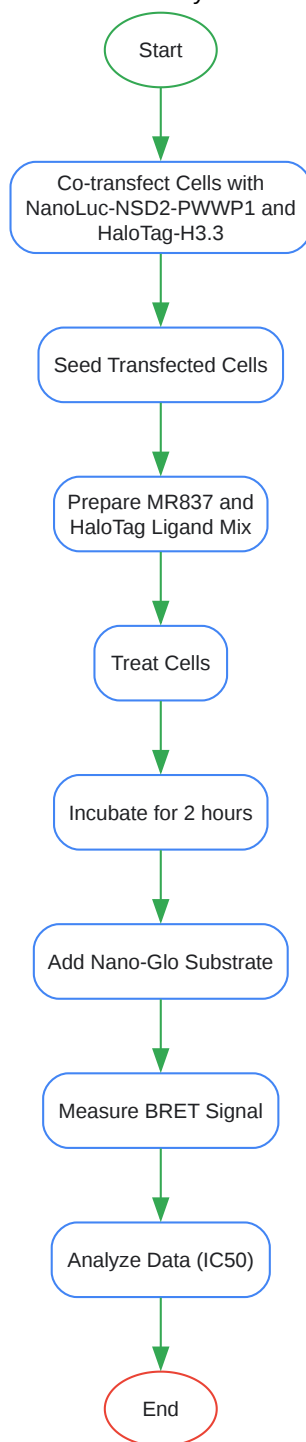 Start
Co-transfect Cells with
NanoLuc-NSD2-PWWP1 and
HaloTag-H3.3
Seed Transfected Cells
Prepare MR837 and
HaloTag Ligand Mix
Treat Cells
Incubate for 2 hours
Add Nano-Glo Substrate
Measure BRET Signal
Analyze Data (IC50)
End